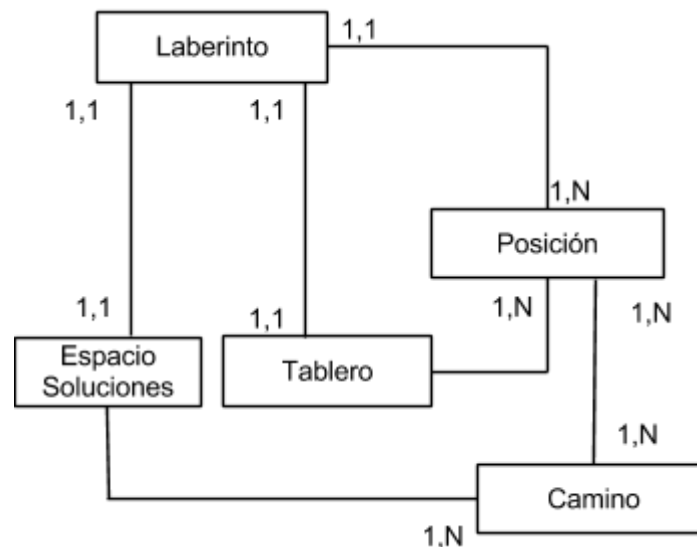 Laberinto
1,1
1,1
1,1
1,N
Posición
1,1
1,1
1,N
1,N
Espacio
Soluciones
Tablero
1,N
Camino
1,N